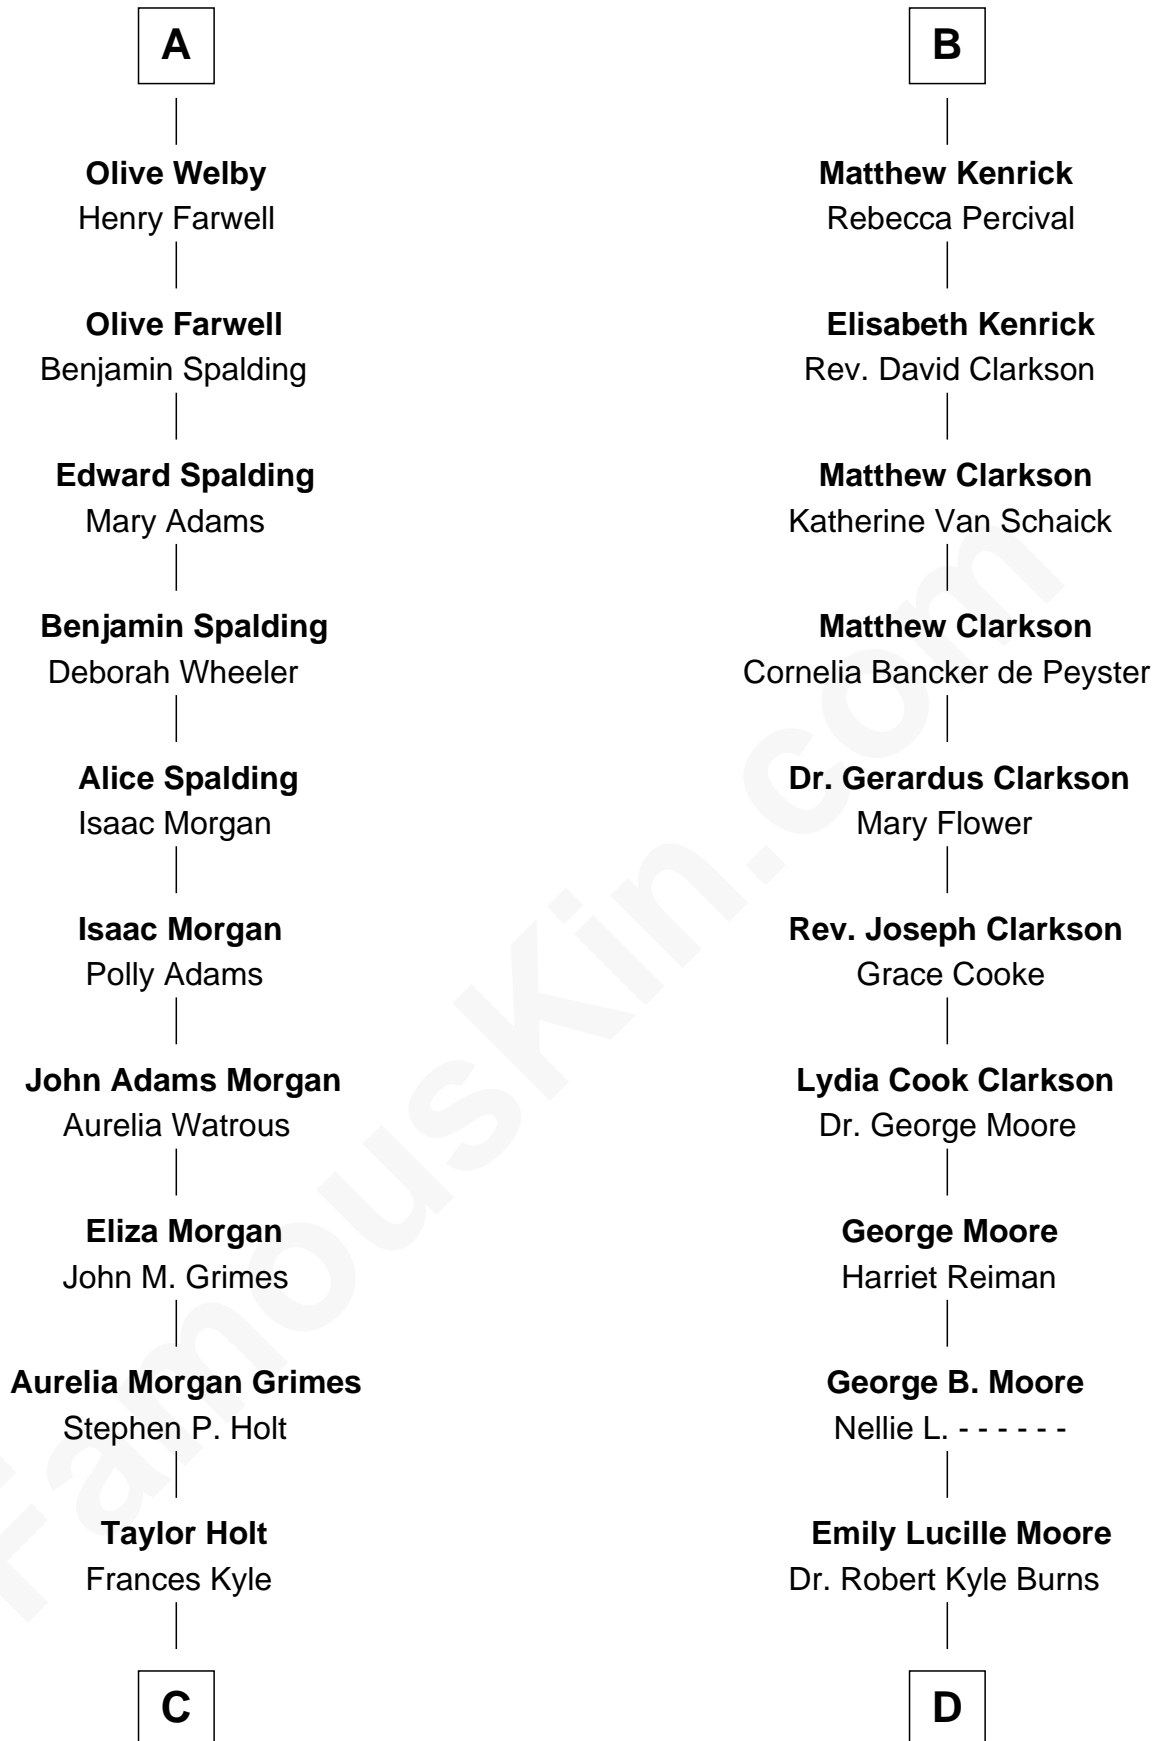 A
Olive Welby
Henry Farwell
Olive Farwell
Benjamin Spalding
Edward Spalding
Mary Adams
Benjamin Spalding
Deborah Wheeler
Alice Spalding
Isaac Morgan
Isaac Morgan
Polly Adams
John Adams Morgan
Aurelia Watrous
Eliza Morgan
John M. Grimes
Aurelia Morgan Grimes
Stephen P. Holt
Taylor Holt
Frances Kyle
C
B
Matthew Kenrick
Rebecca Percival
Elisabeth Kenrick
Rev. David Clarkson
Matthew Clarkson
Katherine Van Schaick
Matthew Clarkson
Cornelia Bancker de Peyster
Dr. Gerardus Clarkson
Mary Flower
Rev. Joseph Clarkson
Grace Cooke
Lydia Cook Clarkson
Dr. George Moore
George Moore
Harriet Reiman
George B. Moore
Nellie L. - - - - - -
Emily Lucille Moore
Dr. Robert Kyle Burns
D
FamousKin.com